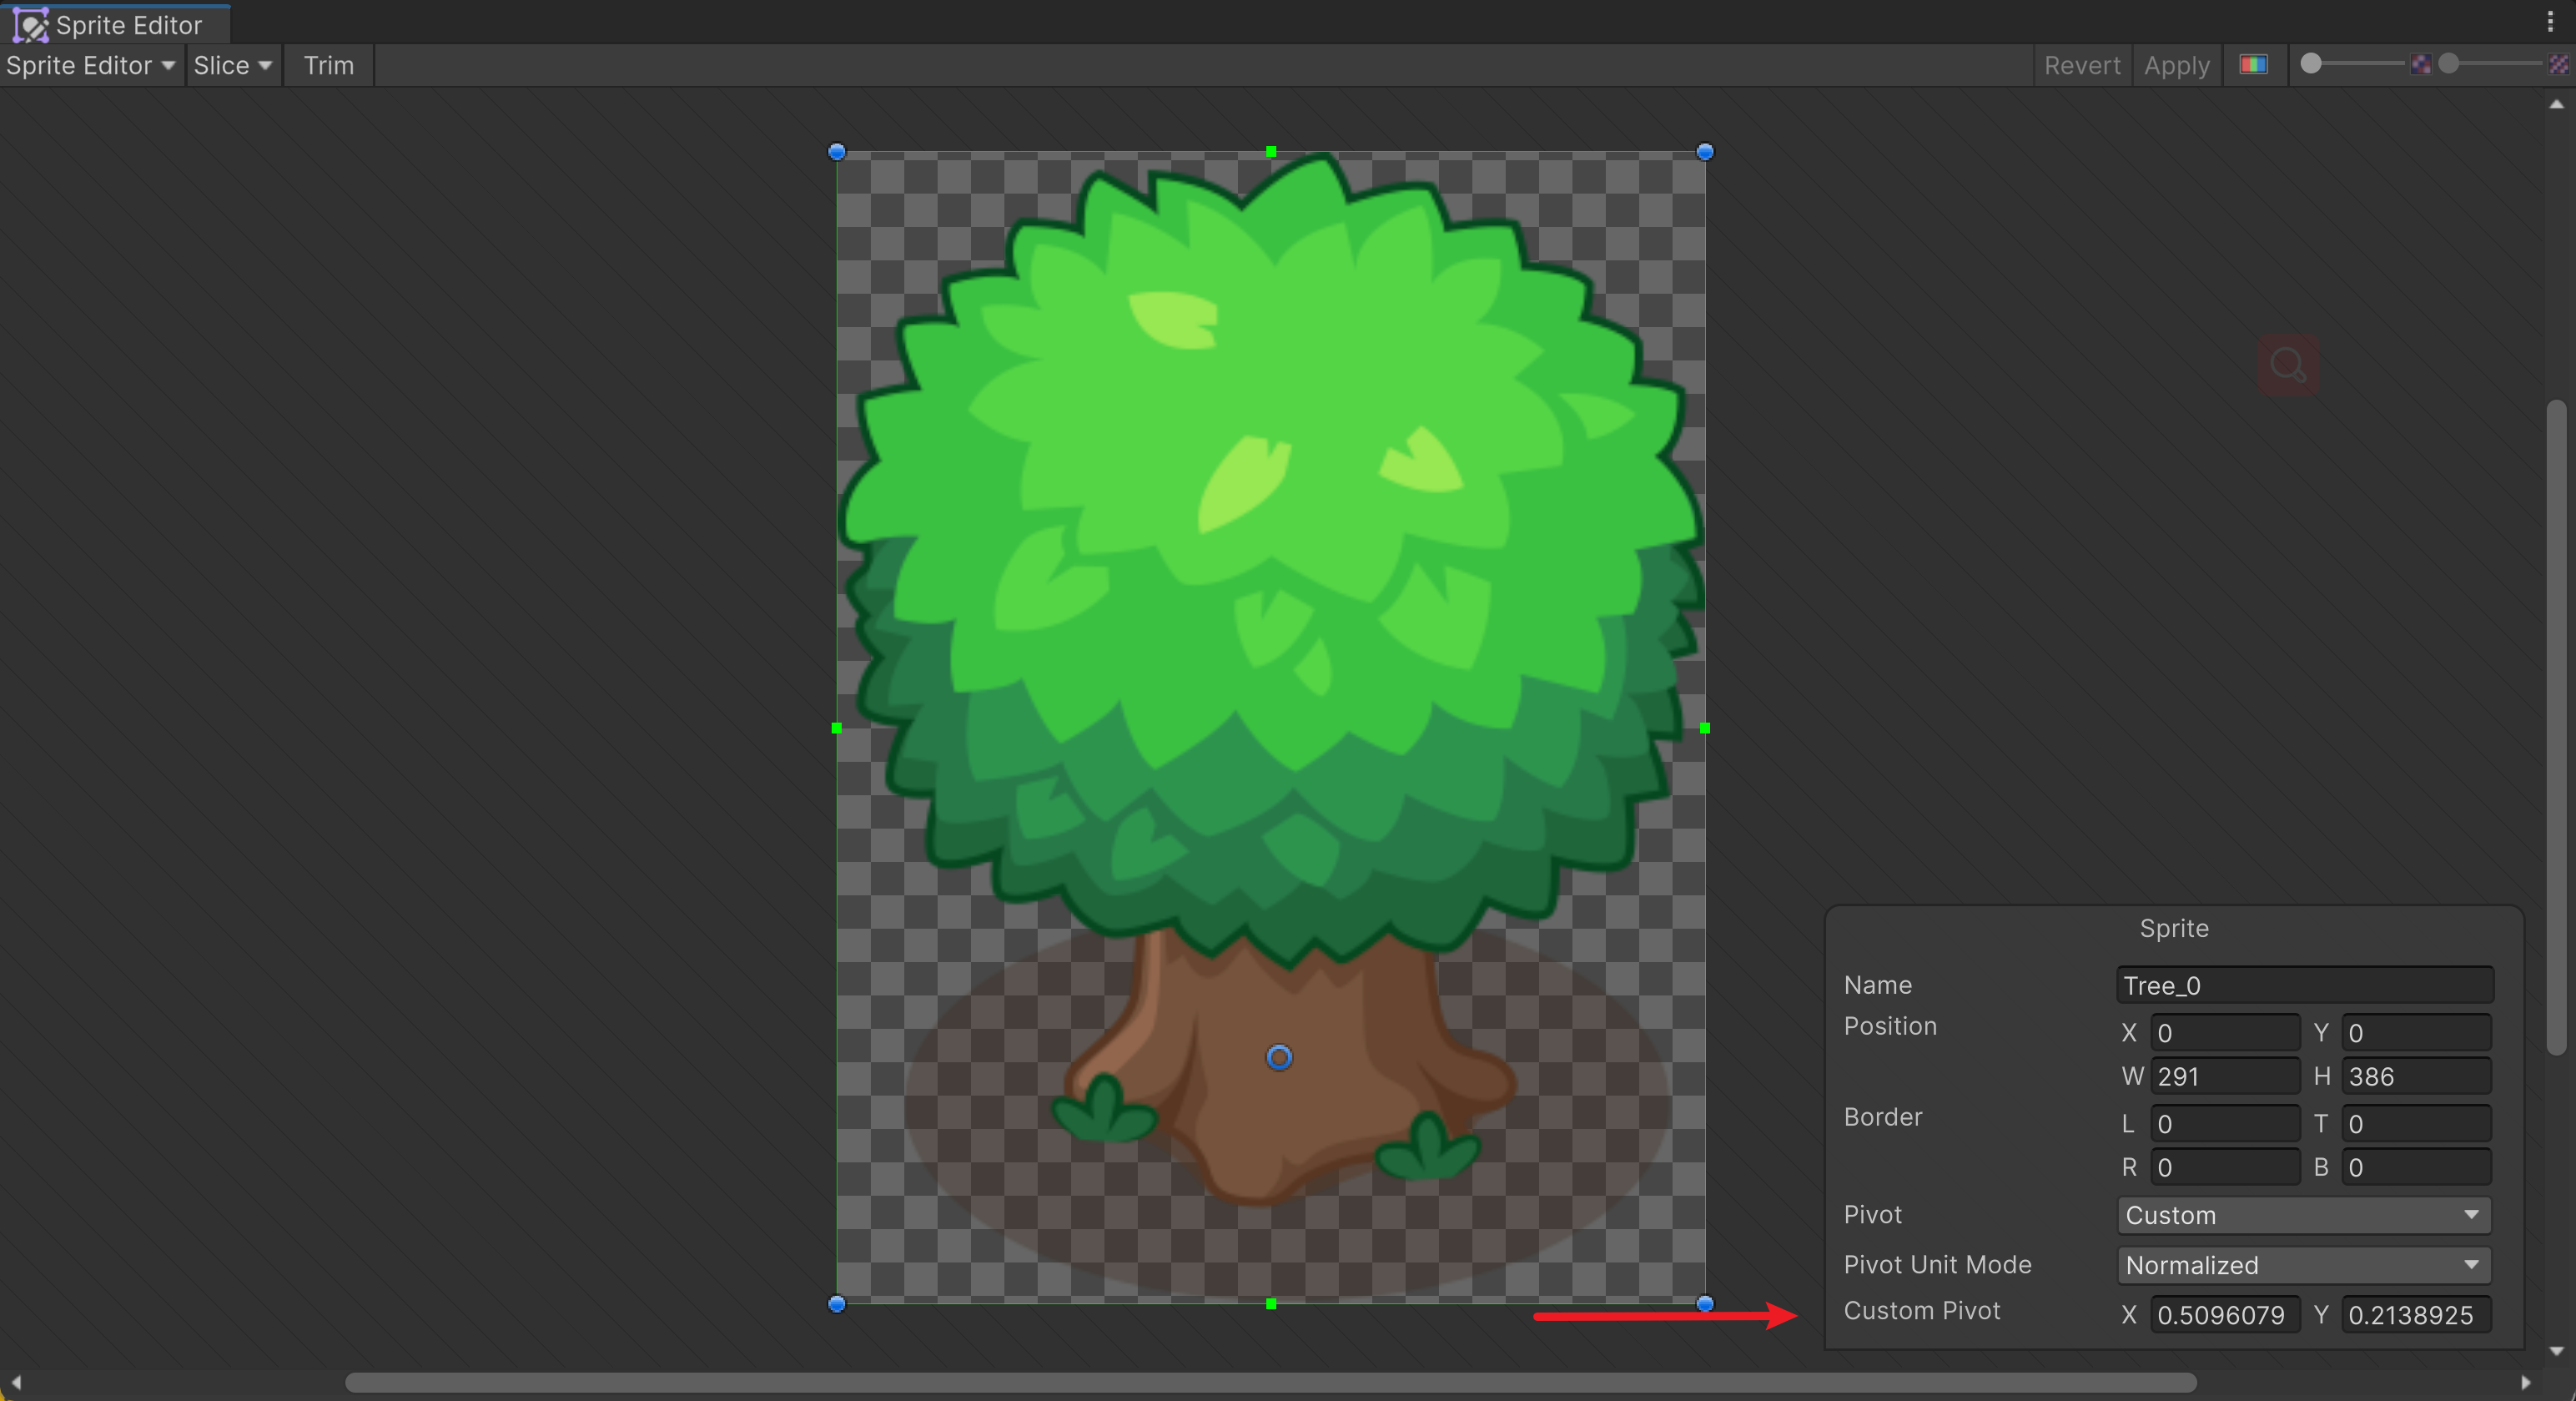 Sprite Editor
Sprite Editor Slice Trim Revert Apply
Sprite
Name Tree_0
Position X 0 Y 0
W 291 H 386
Border L 0 T 0
R 0 B 0
Pivot Custom
Pivot Unit Mode Normalized
Custom Pivot X 0.5096079 Y 0.2138925